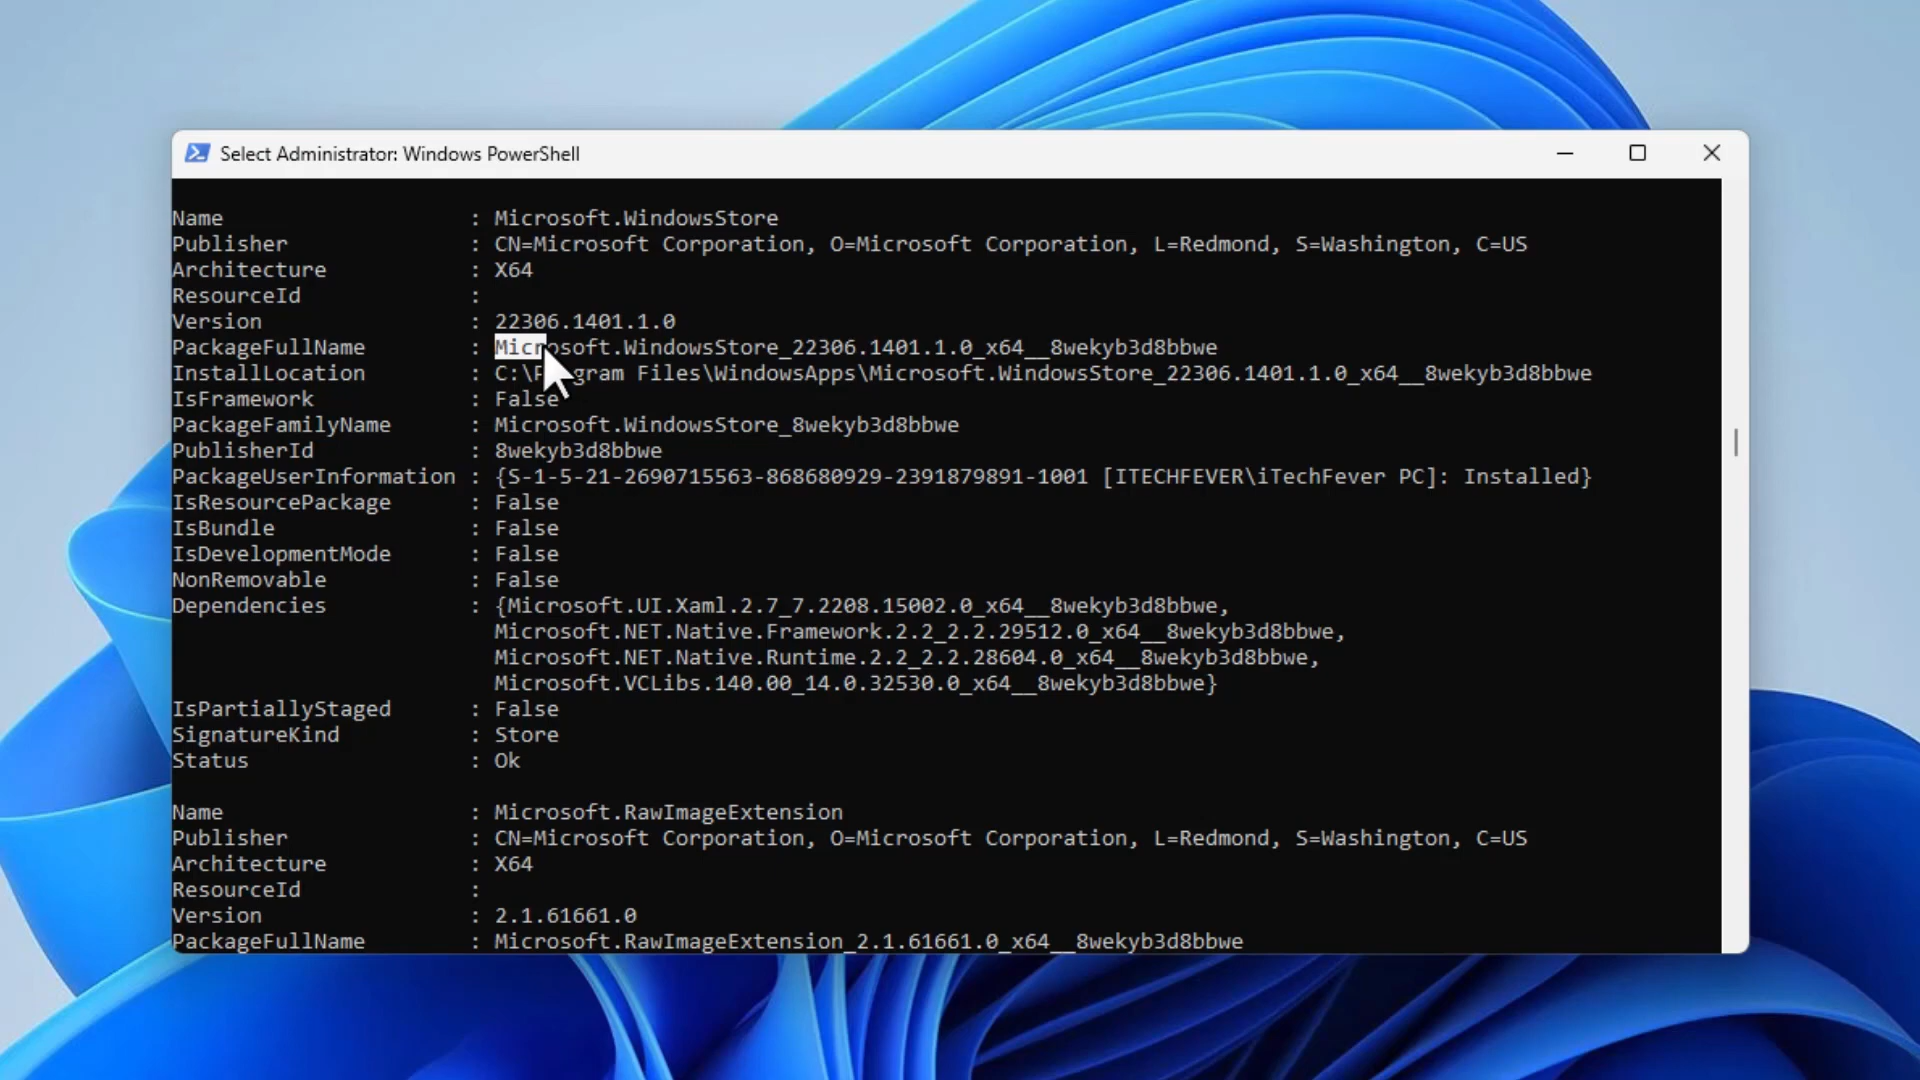 Select Administrator: Windows PowerShell
Name : Microsoft.WindowsStore
Publisher : CN=Microsoft Corporation, O=Microsoft Corporation, L=Redmond, S=Washington, C=US
Architecture : X64
ResourceId :
Version : 22306.1401.1.0
PackageFullName : Microsoft.WindowsStore_22306.1401.1.0_x64__8wekyb3d8bbwe
InstallLocation : C:\Program Files\WindowsApps\Microsoft.WindowsStore_22306.1401.1.0_x64__8wekyb3d8bbwe
IsFramework : False
PackageFamilyName : Microsoft.WindowsStore_8wekyb3d8bbwe
PublisherId : 8wekyb3d8bbwe
PackageUserInformation : {S-1-5-21-2690715563-868680929-2391879891-1001 [ITECHFEVER\iTechFever PC]: Installed}
IsResourcePackage : False
IsBundle : False
IsDevelopmentMode : False
NonRemovable : False
Dependencies : {Microsoft.UI.Xaml.2.7_7.2208.15002.0_x64__8wekyb3d8bbwe,
Microsoft.NET.Native.Framework.2.2_2.2.29512.0_x64__8wekyb3d8bbwe,
Microsoft.NET.Native.Runtime.2.2_2.2.28604.0_x64__8wekyb3d8bbwe,
Microsoft.VCLibs.140.00_14.0.32530.0_x64__8wekyb3d8bbwe}
IsPartiallyStaged : False
SignatureKind : Store
Status : Ok
Name : Microsoft.RawImageExtension
Publisher : CN=Microsoft Corporation, O=Microsoft Corporation, L=Redmond, S=Washington, C=US
Architecture : X64
ResourceId :
Version : 2.1.61661.0
PackageFullName : Microsoft.RawImageExtension_2.1.61661.0_x64__8wekyb3d8bbwe